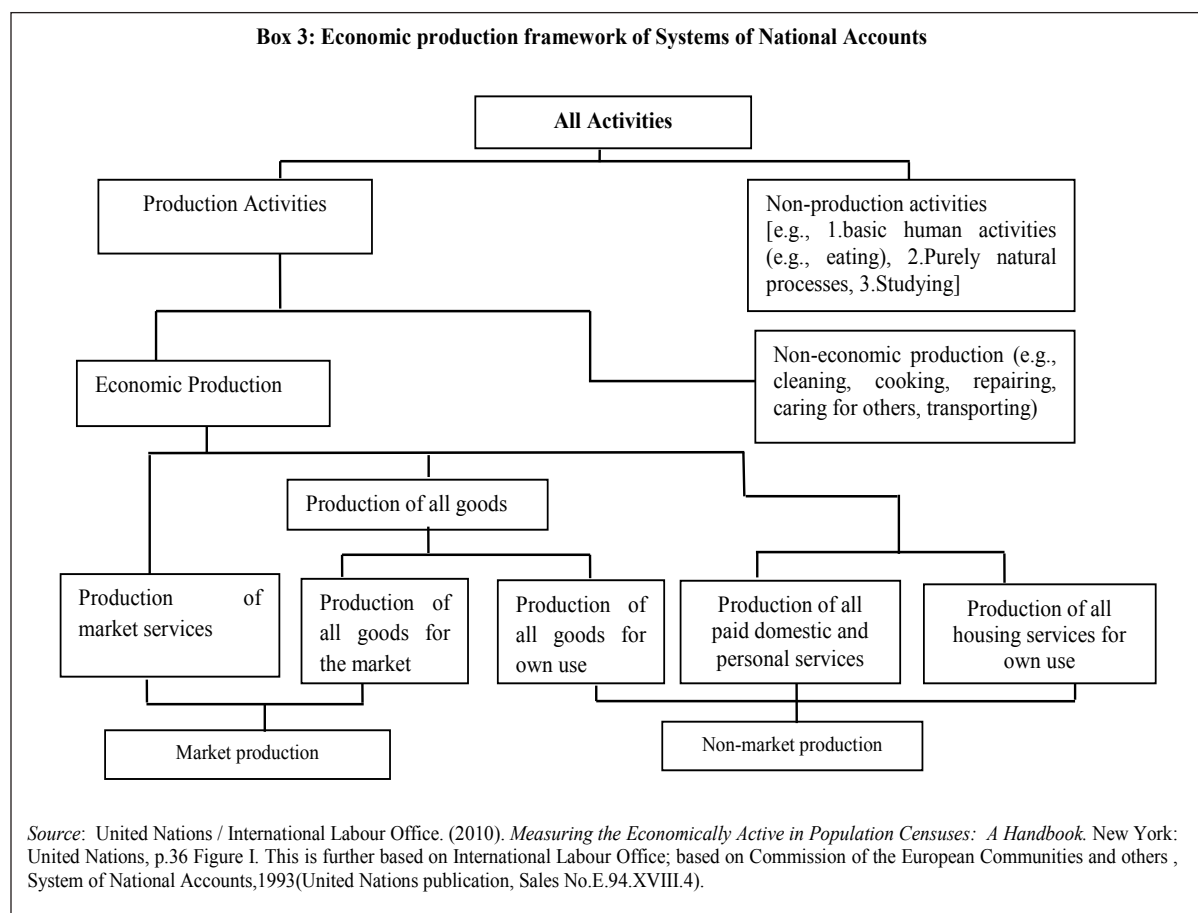 Box 3: Economic production framework of Systems of National Accounts
All Activities
Production Activities
Non-production activities
[e.g., 1.basic human activities
(e.g., eating), 2.Purely natural
processes, 3.Studying]
Economic Production
Non-economic production (e.g.,
cleaning, cooking, repairing,
caring for others, transporting)
Production of all goods
Production of
market services
Production of
all goods for
the market
Production of
all goods for
own use
Production of all
paid domestic and
personal services
Production of all
housing services for
own use
Market production
Non-market production
Source: United Nations / International Labour Office. (2010). Measuring the Economically Active in Population Censuses: A Handbook. New York:
United Nations, p.36 Figure I. This is further based on International Labour Office; based on Commission of the European Communities and others ,
System of National Accounts,1993(United Nations publication, Sales No.E.94.XVIII.4).